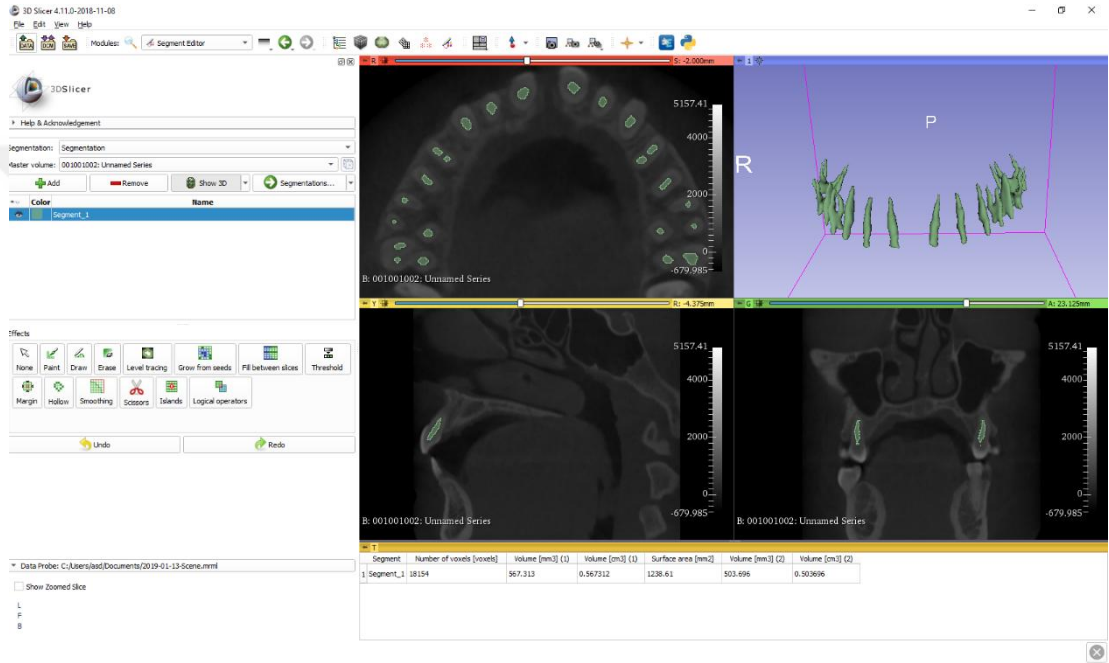 3D Slicer 4.11.0-2018-11-08
File Edit View Help
DATA DCM SAVE Modules: Segment Editor
3DSlicer
Help & Acknowledgement
Segmentation: Segmentation
Master volume: 001001002: Unnamed Series
Add Remove Show 3D Segmentations...
Color Name
Segment_1
Effects
None Paint Draw Erase Level tracing Grow from seeds Fill between slices Threshold
Margin Hollow Smoothing Scissors Islands Logical operators
Undo Redo
Data Probe: C:/Users/asd/Documents/2019-01-13-Scene.mrml
Show Zoomed Slice
L
F
B
R S: -2.000mm
5157.41
4000
2000
0
-679.985
B: 001001002: Unnamed Series
1
P
R
Y R: -4.375mm
5157.41
4000
2000
0
-679.985
B: 001001002: Unnamed Series
G A: 23.125mm
5157.41
4000
2000
0
-679.985
B: 001001002: Unnamed Series
T
Segment Number of voxels [voxels] Volume [mm3] (1) Volume [cm3] (1) Surface area [mm2] Volume [mm3] (2) Volume [cm3] (2)
1 Segment_1 18154 567.313 0.567312 1238.61 503.696 0.503696